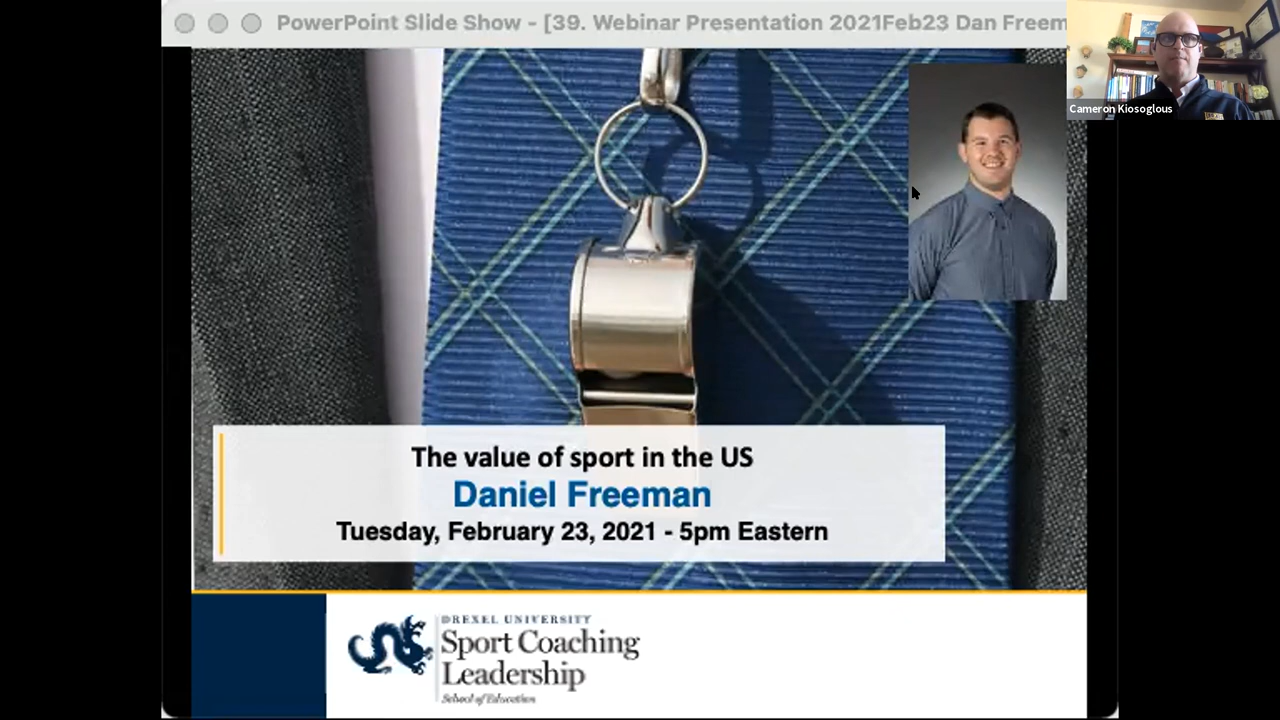 PowerPoint Slide Show - [39. Webinar Presentation 2021Feb23 Dan Freem
Cameron Kiosoglous
The value of sport in the US
Daniel Freeman
Tuesday, February 23, 2021 - 5pm Eastern
DREXEL UNIVERSITY
Sport Coaching
Leadership
School of Education